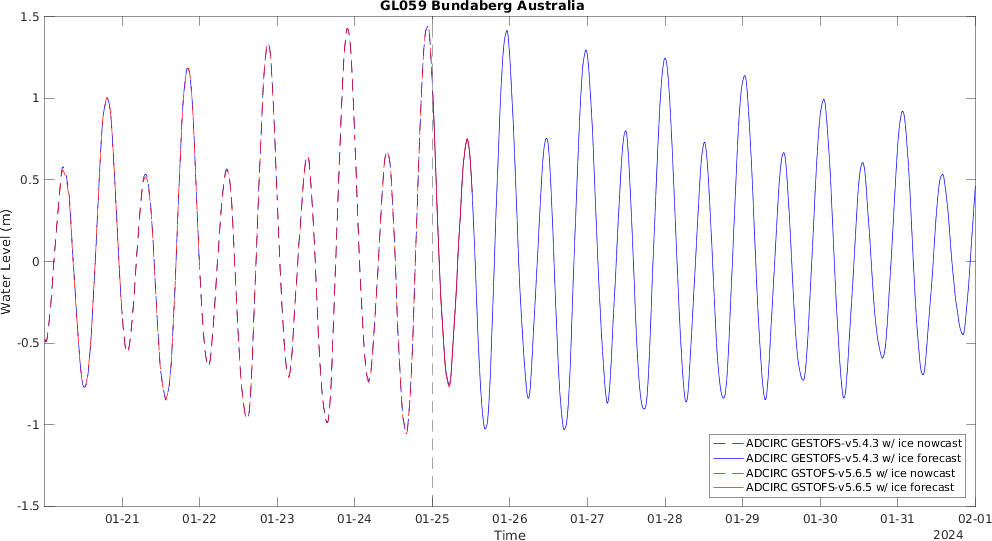 GL059 Bundaberg Australia
Water Level (m)
1.5
1
0.5
0
-0.5
-1
-1.5
ADCIRC GESTOFS-v5.4.3 w/ ice nowcast
ADCIRC GESTOFS-v5.4.3 w/ ice forecast
ADCIRC GSTOFS-v5.6.5 w/ ice nowcast
ADCIRC GSTOFS-v5.6.5 w/ ice forecast
01-21 01-22 01-23 01-24 01-25 01-26 01-27 01-28 01-29 01-30 01-31 02-01
Time
2024